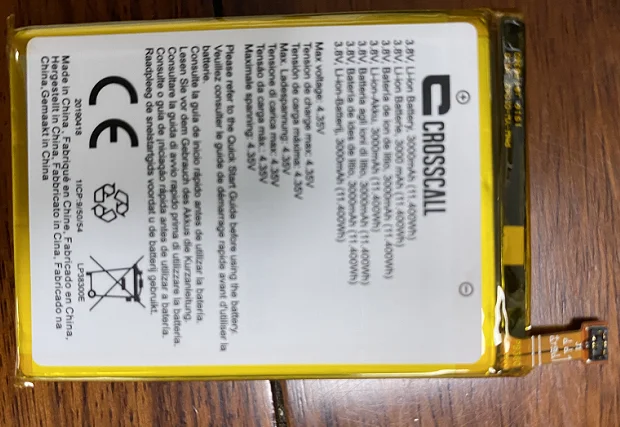 CROSSCALL
3.8V, Li-ion Battery, 3000mAh (11.400Wh)
3.8V, Li-ion Batterie, 3000 mAh (11.400Wh)
3.8V, Batería de ion de litio, 3000mAh (11.400Wh)
3.8V, Li-ion-Akku, 3000mAh (11.400Wh)
3.8V, Batteria agli ioni di litio, 3000mAh (11.400Wh)
3.8V, Bateria de iões de lítio, 3000mAh (11.400Wh)
3.8V, Li-ion-Batterij, 3000mAh (11.400Wh)
Max voltage: 4.35V
Tension de charge max: 4.35V
Tensión de carga máxima: 4.35V
Max. Ladespannung: 4.35V
Tensione di carica max: 4.35V
Tensão da carga máx: 4.35V
Maximale spanning: 4.35V
Please refer to the Quick Start Guide before using the battery.
Veuillez consulter le guide de démarrage rapide avant d'utiliser la
batterie.
Consulte la guía de inicio rápido antes de utilizar la batería.
Lesen Sie vor dem Gebrauch des Akkus die Kurzanleitung.
Consultare la guida di avvio rapido prima di utilizzare la batteria.
Consulte o guia de iniciação rápida antes de utilizar a bateria.
Raadpleeg de snelstartgids voordat u de batterij gebruikt.
CE
20190418 1ICP9/50/54 LP38300E
Made in China, Fabriqué en Chine, Fabricado en China,
Hergestellt in China, Fabbricato in Cina, Fabricado na
China, Gemaakt in China